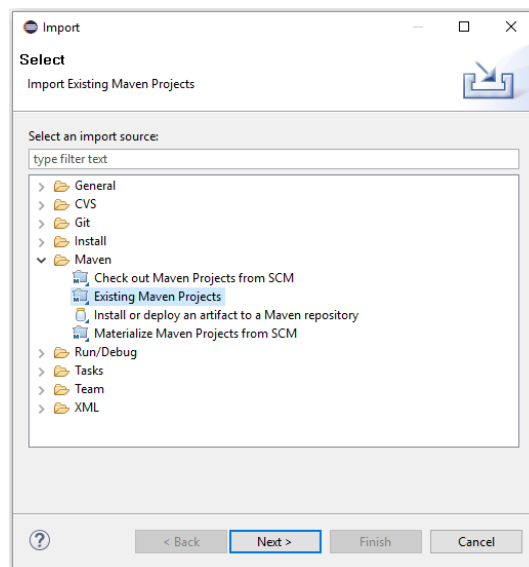 Import
Select
Import Existing Maven Projects
Select an import source:
type filter text
General
CVS
Git
Install
Maven
Check out Maven Projects from SCM
Existing Maven Projects
Install or deploy an artifact to a Maven repository
Materialize Maven Projects from SCM
Run/Debug
Tasks
Team
XML
? < Back Next > Finish Cancel